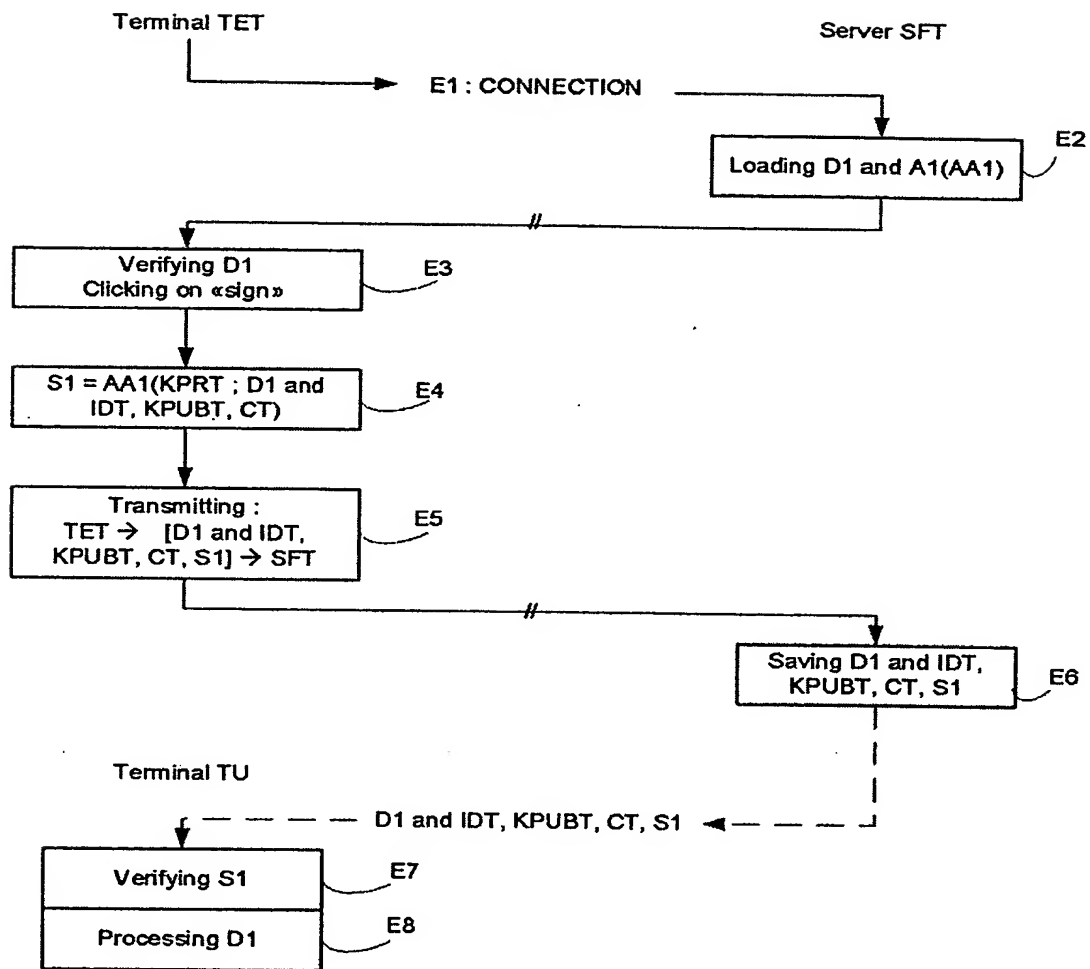 Terminal TET
Server SFT
E1 : CONNECTION
E2
Loading D1 and A1(AA1)
Verifying D1
Clicking on «sign»
E3
S1 = AA1(KPRT ; D1 and
IDT, KPUBT, CT)
E4
Transmitting :
TET → [D1 and IDT,
KPUBT, CT, S1] → SFT
E5
Saving D1 and IDT,
KPUBT, CT, S1
E6
Terminal TU
D1 and IDT, KPUBT, CT, S1
Verifying S1
E7
Processing D1
E8